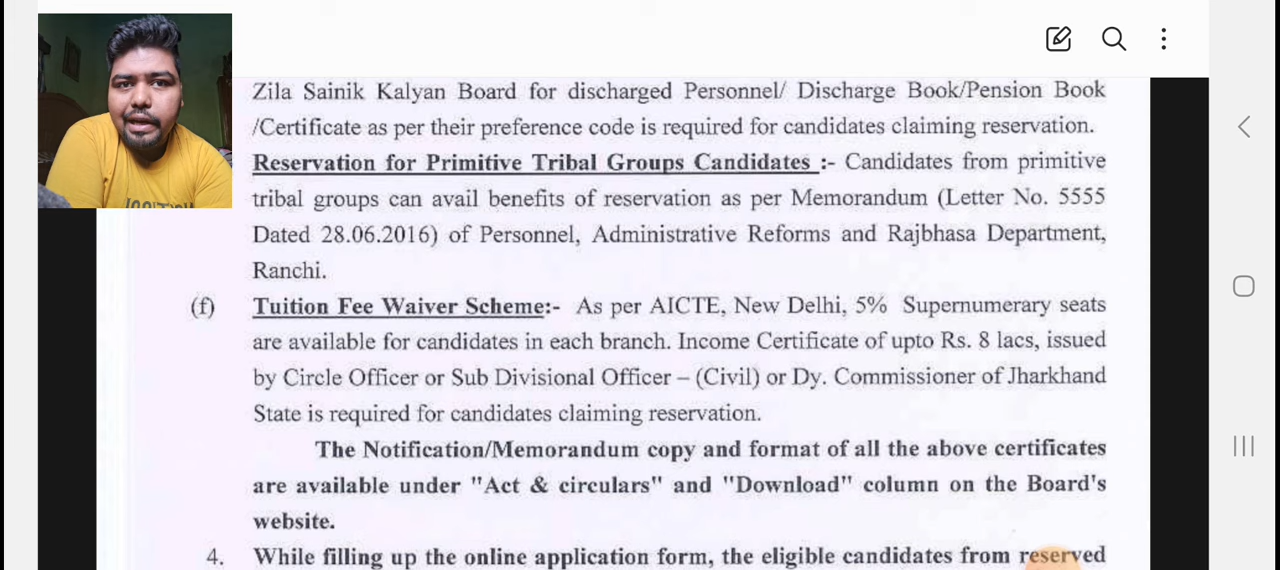 Zila Sainik Kalyan Board for discharged Personnel/ Discharge Book/Pension Book
/Certificate as per their preference code is required for candidates claiming reservation.
Reservation for Primitive Tribal Groups Candidates :- Candidates from primitive
tribal groups can avail benefits of reservation as per Memorandum (Letter No. 5555
Dated 28.06.2016) of Personnel, Administrative Reforms and Rajbhasa Department,
Ranchi.
(f) Tuition Fee Waiver Scheme:- As per AICTE, New Delhi, 5% Supernumerary seats
are available for candidates in each branch. Income Certificate of upto Rs. 8 lacs, issued
by Circle Officer or Sub Divisional Officer – (Civil) or Dy. Commissioner of Jharkhand
State is required for candidates claiming reservation.
The Notification/Memorandum copy and format of all the above certificates
are available under "Act & circulars" and "Download" column on the Board's
website.
4. While filling up the online application form, the eligible candidates from reserved